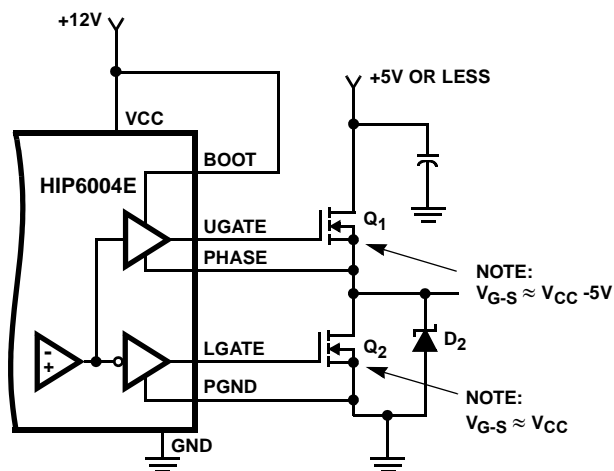 +12V
+5V OR LESS
VCC
BOOT
HIP6004E
UGATE
Q1
PHASE
NOTE:
VG-S ≈ VCC -5V
- +
LGATE
Q2
D2
PGND
NOTE:
VG-S ≈ VCC
GND